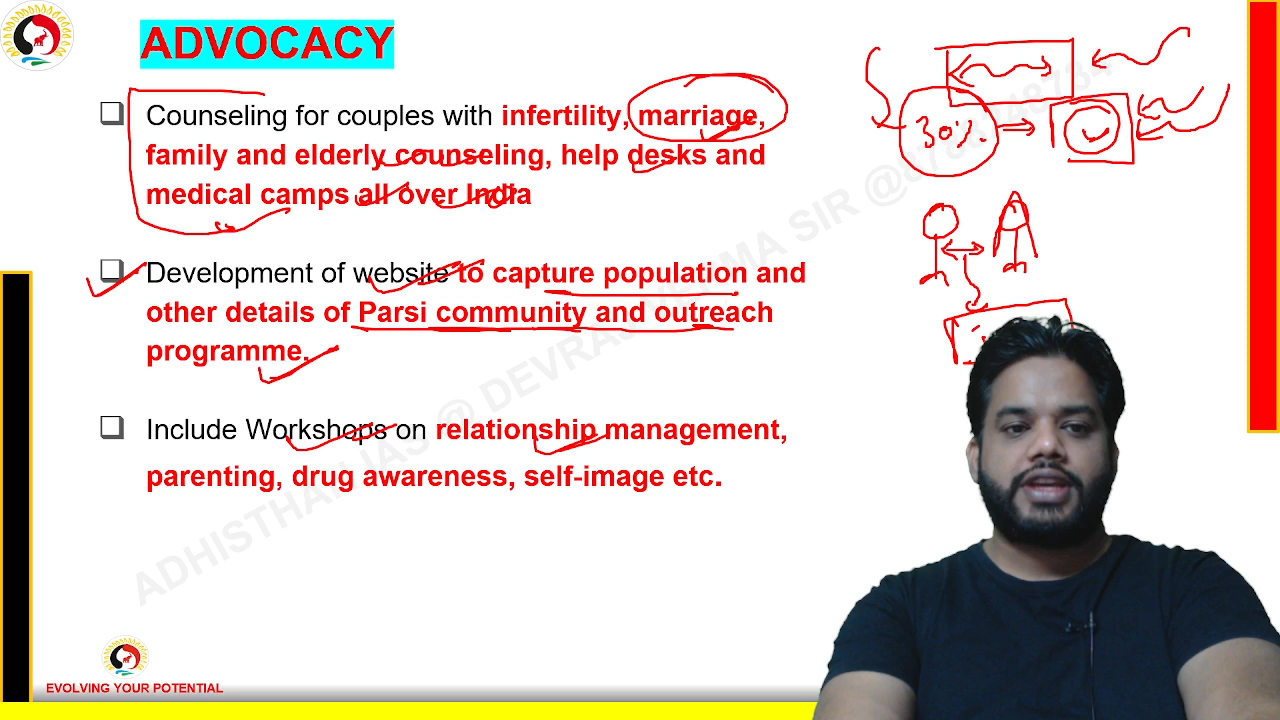 ADVOCACY
Counseling for couples with infertility, marriage,
family and elderly counseling, help desks and
medical camps all over India
Development of website to capture population and
other details of Parsi community and outreach
programme.
Include Workshops on relationship management,
parenting, drug awareness, self-image etc.
30%
EVOLVING YOUR POTENTIAL